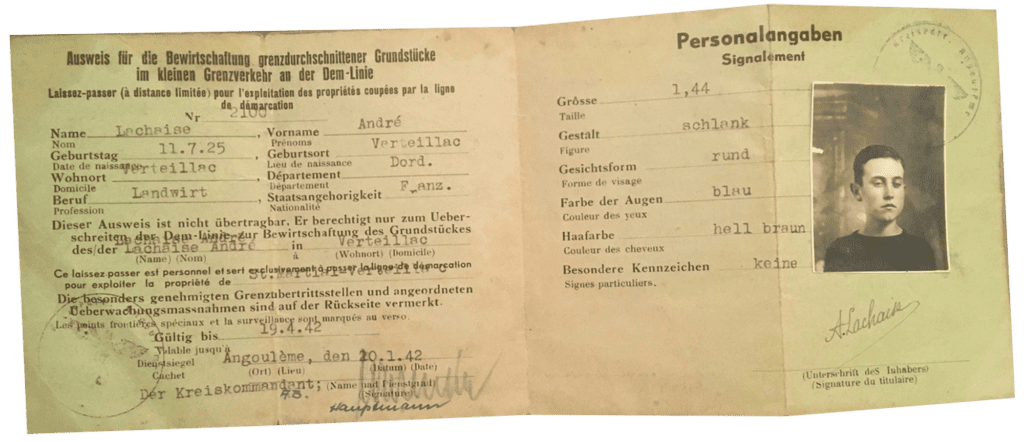 Ausweis für die Bewirtschaftung grenzdurchschnittener Grundstücke
im kleinen Grenzverkehr an der Dem-Linie
Laissez-passer (à distance limitée) pour l'exploitation des propriétés coupées par la ligne
de démarcation
Nr 2100
Name Lachaise, Vorname André
Nom Prénoms
Geburtstag 11.7.25, Geburtsort Verteillac
Date de naissance Lieu de naissance
Wohnort Verteillac, Département Dord.
Domicile Département
Beruf Landwirt, Staatsangehorigkeit Franz.
Profession Nationalité
Dieser Ausweis ist nicht übertragbar. Er berechtigt nur zum Ueber-
schreiten der Dem-Linie zur Bewirtschaftung des Grundstückes
des/der Lachaise André in Verteillac
(Name) (Nom) à (Wohnort) (Domicile)
Ce laissez passer est personnel et sert exclusivement à passer la ligne de démarcation
pour exploiter la propriété de St.Martial-Verteillac
Die besonders genehmigten Grenzübertrittsstellen und angeordneten
Ueberwachungsmassnahmen sind auf der Rückseite vermerkt.
Les points frontières spéciaux et la surveillance sont marqués au verso.
Gültig bis 19.4.42
Valable jusqu'à
Dienstsiegel Angoulême, den 20.1.42
Cachet (Ort) (Lieu) (Datum) (Date)
Der Kreiskommandant; (Name und Dienstgrad)
(Signature)
Hauptmann
Personalangaben
Signalement
Grösse 1,44
Taille
Gestalt schlank
Figure
Gesichtsform rund
Forme de visage
Farbe der Augen blau
Couleur des yeux
Haafarbe hell braun
Couleur des cheveux
Besondere Kennzeichen keine
Signes particuliers.
A. Lachaise
(Unterschrift deS Inhabers)
(Signature du titulaire)